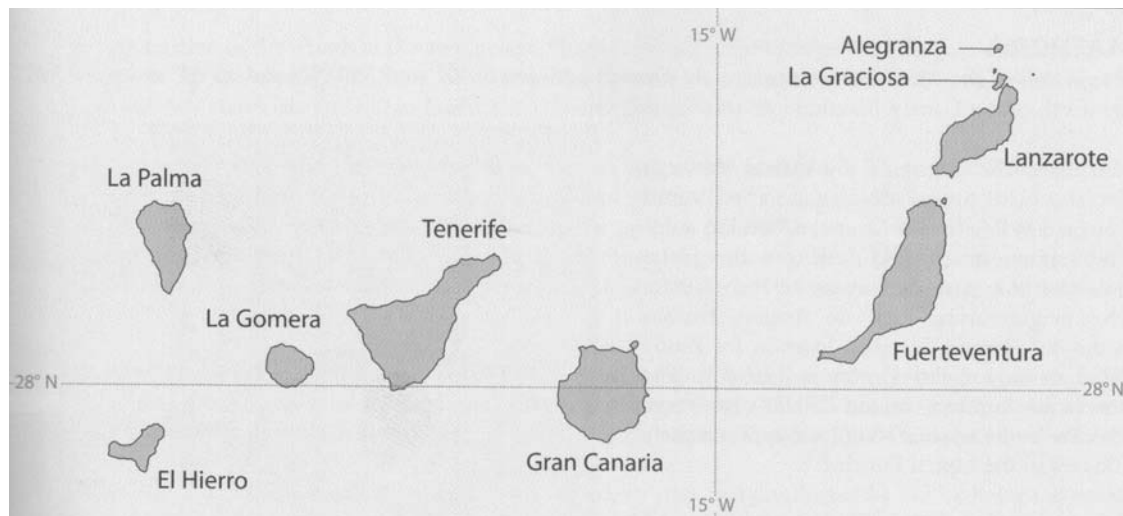 15° W
Alegranza
La Graciosa
Lanzarote
La Palma
Tenerife
La Gomera
Fuerteventura
28° N
28° N
Gran Canaria
El Hierro
15° W